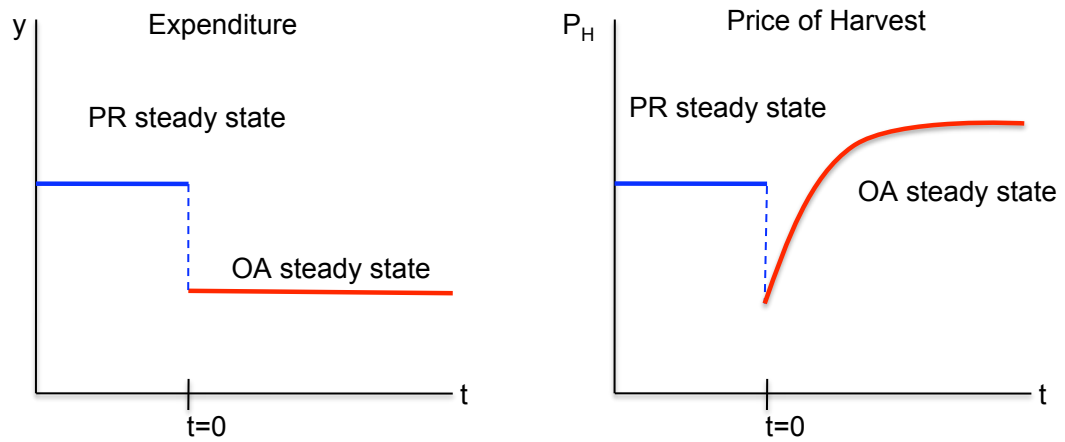 y
Expenditure
PR steady state
OA steady state
t
t=0
P_H
Price of Harvest
PR steady state
OA steady state
t
t=0